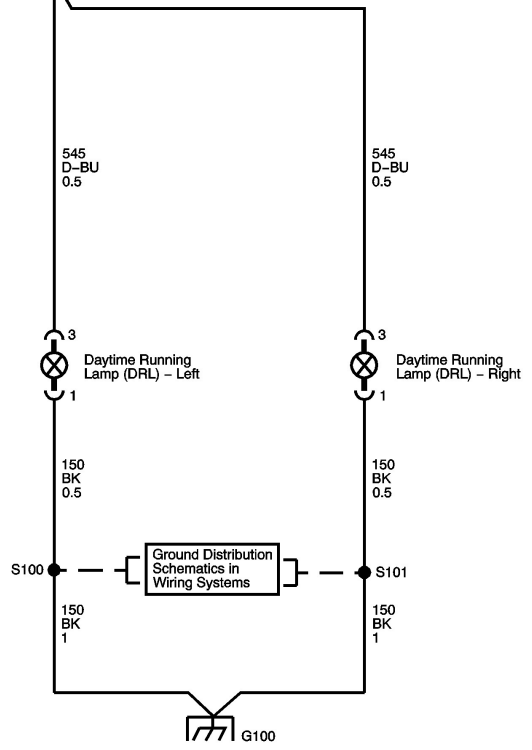 545
D-BU
0.5
545
D-BU
0.5
3
Daytime Running
Lamp (DRL) - Left
1
3
Daytime Running
Lamp (DRL) - Right
1
150
BK
0.5
150
BK
0.5
S100
Ground Distribution
Schematics in
Wiring Systems
S101
150
BK
1
150
BK
1
G100